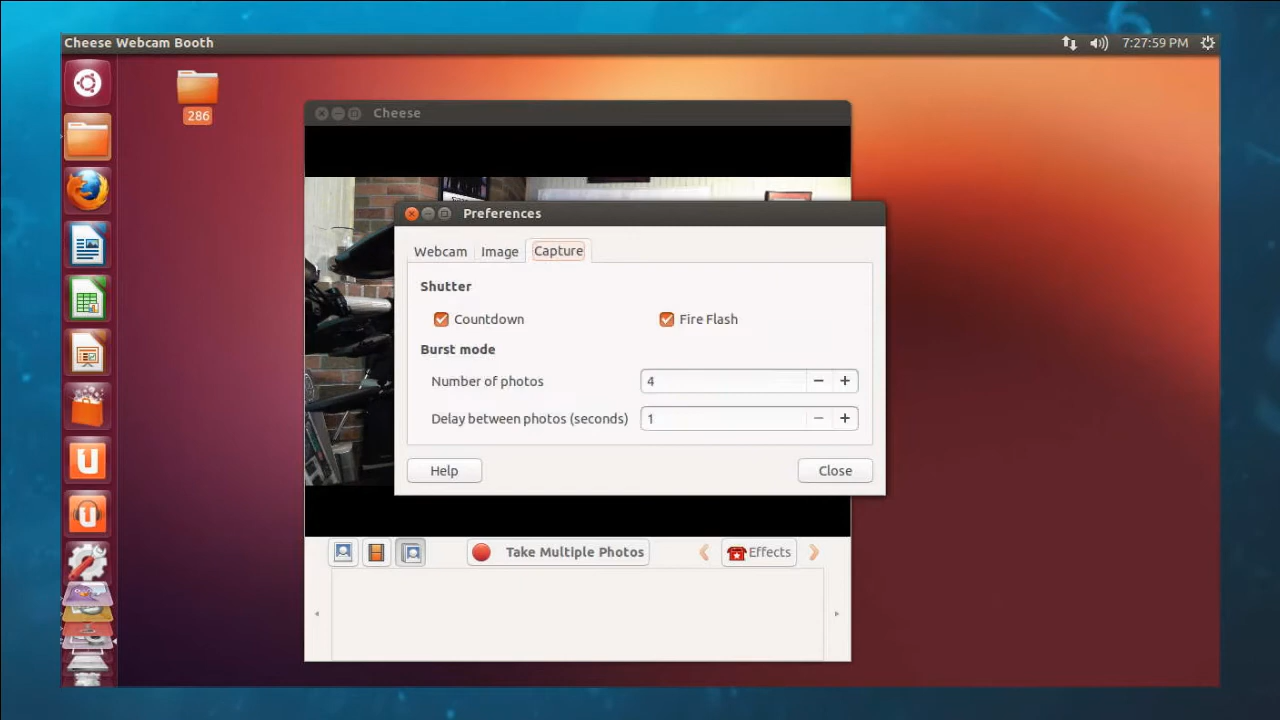 Cheese Webcam Booth
7:27:59 PM
286
Cheese
Preferences
Webcam Image Capture
Shutter
Countdown Fire Flash
Burst mode
Number of photos 4
Delay between photos (seconds) 1
Help Close
Take Multiple Photos Effects